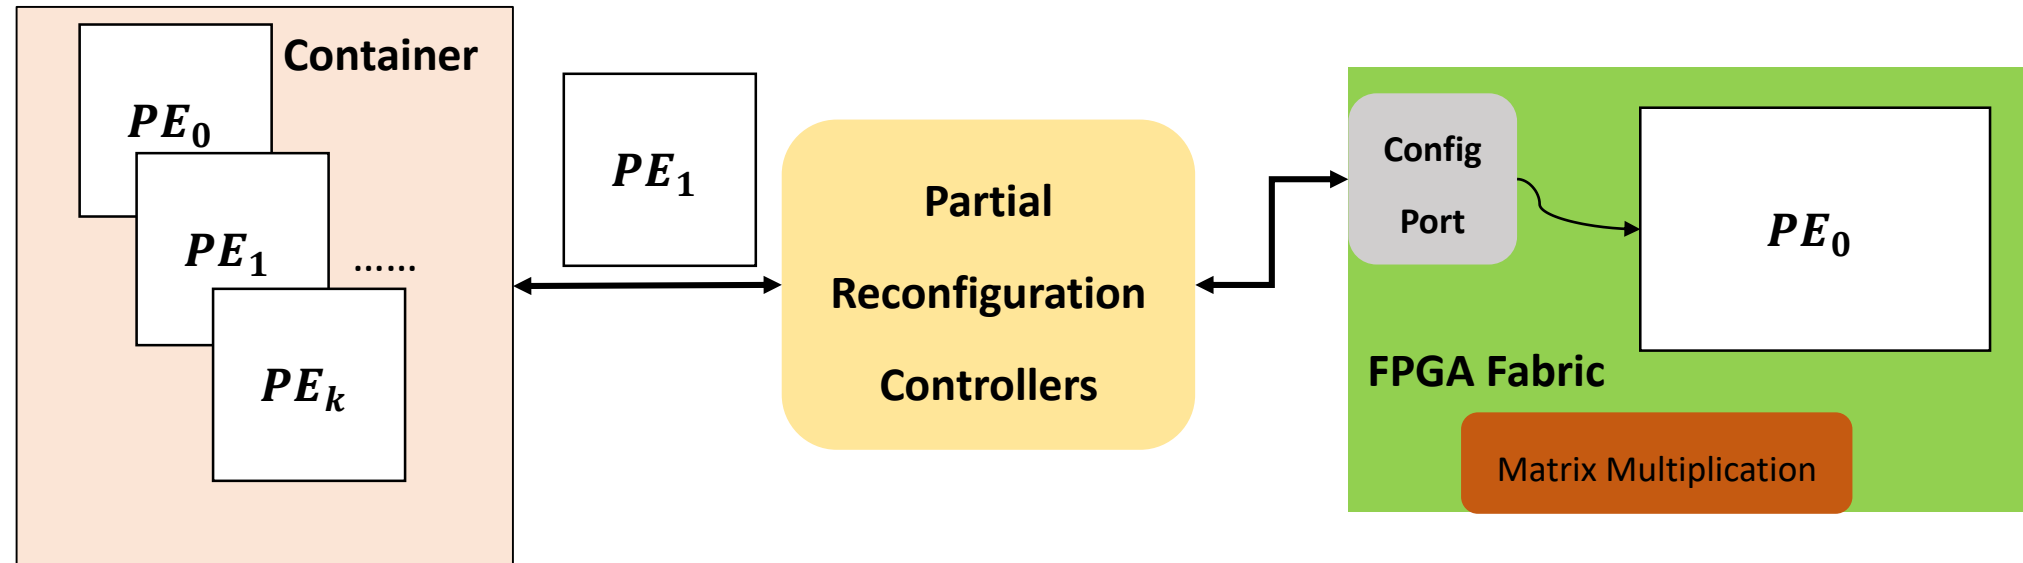 Container
PE₀
PE₁
......
PEₖ
PE₁
Partial
Reconfiguration
Controllers
Config
Port
PE₀
FPGA Fabric
Matrix Multiplication